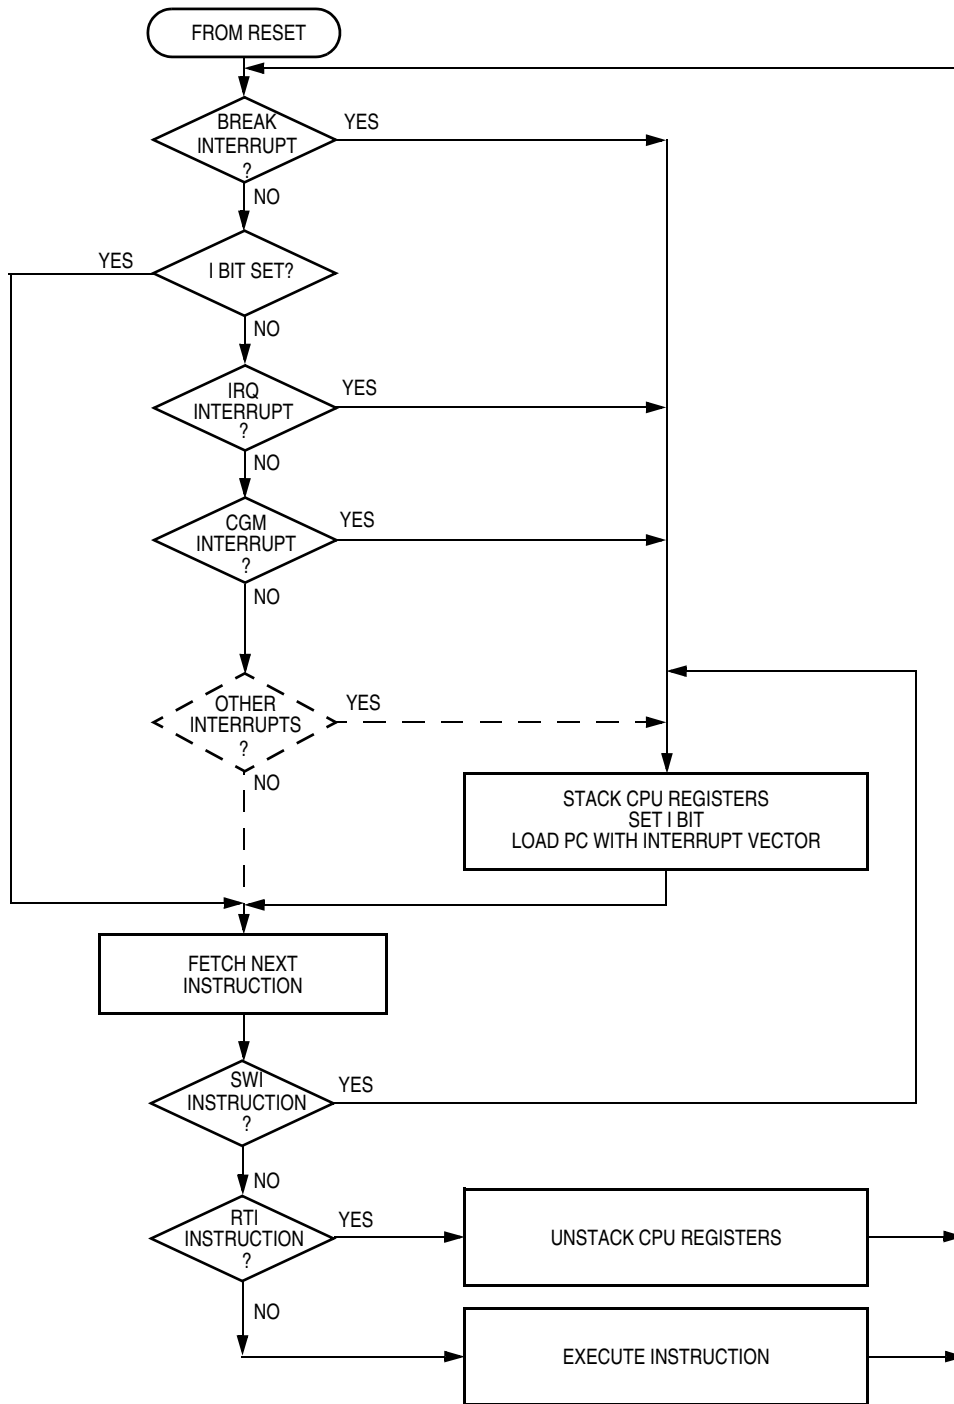 FROM RESET
BREAK
INTERRUPT
?
YES
NO
I BIT SET?
YES
NO
IRQ
INTERRUPT
?
YES
NO
CGM
INTERRUPT
?
YES
NO
OTHER
INTERRUPTS
?
YES
NO
STACK CPU REGISTERS
SET I BIT
LOAD PC WITH INTERRUPT VECTOR
FETCH NEXT
INSTRUCTION
SWI
INSTRUCTION
?
YES
NO
RTI
INSTRUCTION
?
YES
UNSTACK CPU REGISTERS
NO
EXECUTE INSTRUCTION